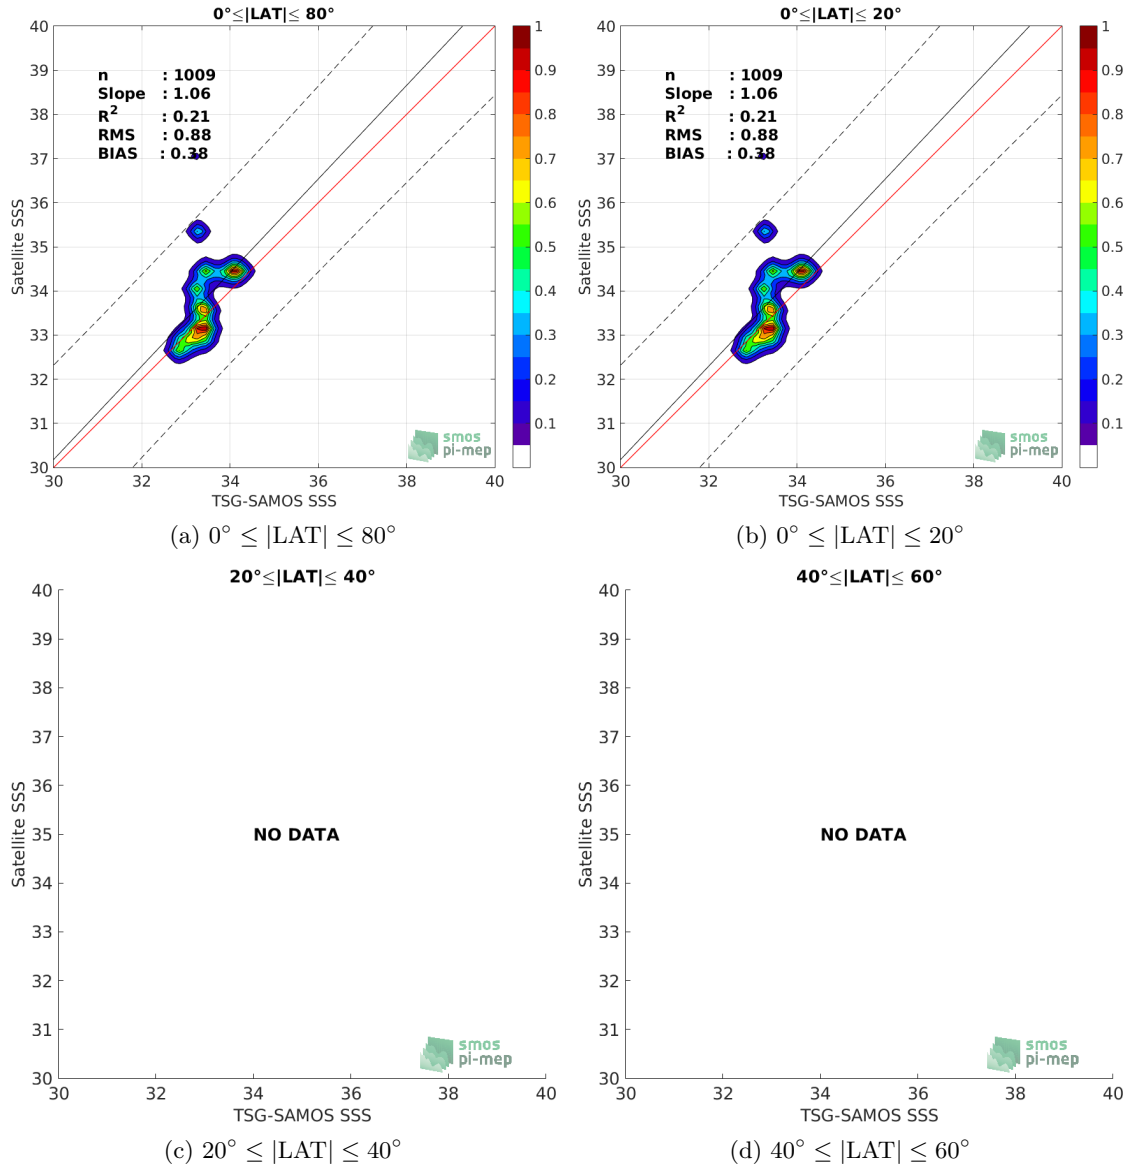 0°≤|LAT|≤ 80°
40
39
38
37
36
35
34
33
32
31
30
30 32 34 36 38 40
Satellite SSS
TSG-SAMOS SSS
n : 1009
Slope : 1.06
R² : 0.21
RMS : 0.88
BIAS : 0.38
1
0.9
0.8
0.7
0.6
0.5
0.4
0.3
0.2
0.1
smos
pi-mep
(a) 0° ≤ |LAT| ≤ 80°
0°≤|LAT|≤ 20°
40
39
38
37
36
35
34
33
32
31
30
30 32 34 36 38 40
Satellite SSS
TSG-SAMOS SSS
n : 1009
Slope : 1.06
R² : 0.21
RMS : 0.88
BIAS : 0.38
1
0.9
0.8
0.7
0.6
0.5
0.4
0.3
0.2
0.1
smos
pi-mep
(b) 0° ≤ |LAT| ≤ 20°
20°≤|LAT|≤ 40°
40
39
38
37
36
35
34
33
32
31
30
30 32 34 36 38 40
Satellite SSS
TSG-SAMOS SSS
NO DATA
smos
pi-mep
(c) 20° ≤ |LAT| ≤ 40°
40°≤|LAT|≤ 60°
40
39
38
37
36
35
34
33
32
31
30
30 32 34 36 38 40
Satellite SSS
TSG-SAMOS SSS
NO DATA
smos
pi-mep
(d) 40° ≤ |LAT| ≤ 60°